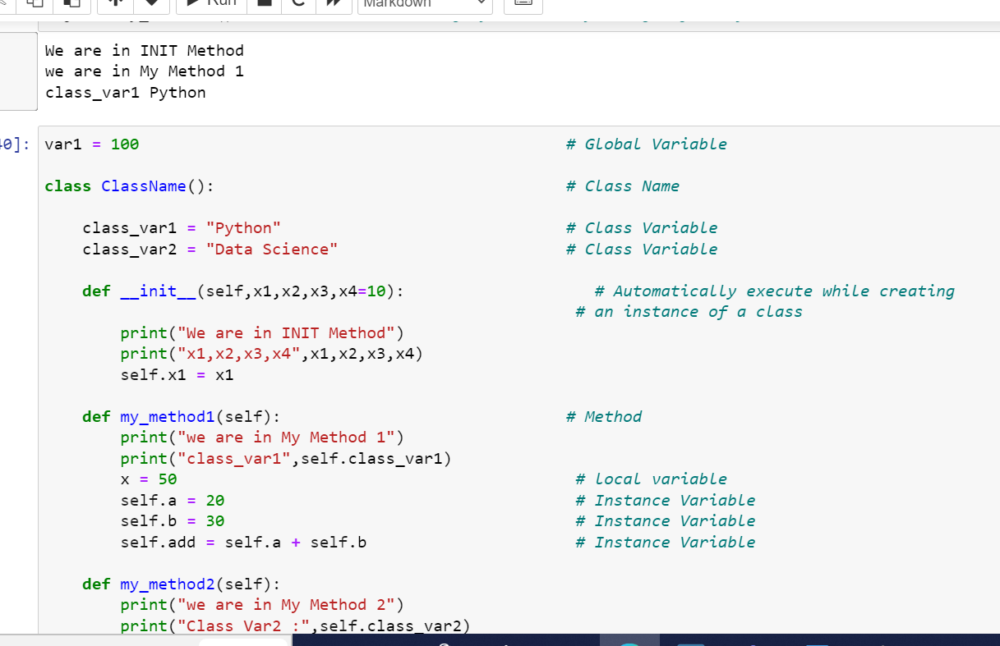 Run
Markdown
We are in INIT Method
we are in My Method 1
class_var1 Python
40]:
var1 = 100 # Global Variable
class ClassName(): # Class Name
class_var1 = "Python" # Class Variable
class_var2 = "Data Science" # Class Variable
def __init__(self,x1,x2,x3,x4=10): # Automatically execute while creating
# an instance of a class
print("We are in INIT Method")
print("x1,x2,x3,x4",x1,x2,x3,x4)
self.x1 = x1
def my_method1(self): # Method
print("we are in My Method 1")
print("class_var1",self.class_var1)
x = 50 # local variable
self.a = 20 # Instance Variable
self.b = 30 # Instance Variable
self.add = self.a + self.b # Instance Variable
def my_method2(self):
print("we are in My Method 2")
print("Class Var2 :",self.class_var2)